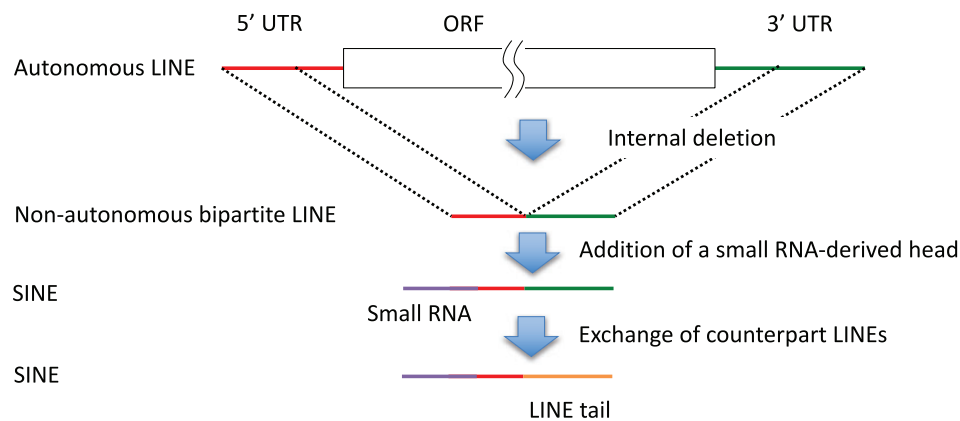 5’ UTR ORF 3’ UTR
Autonomous LINE
Internal deletion
Non-autonomous bipartite LINE
Addition of a small RNA-derived head
SINE
Small RNA
Exchange of counterpart LINEs
SINE
LINE tail